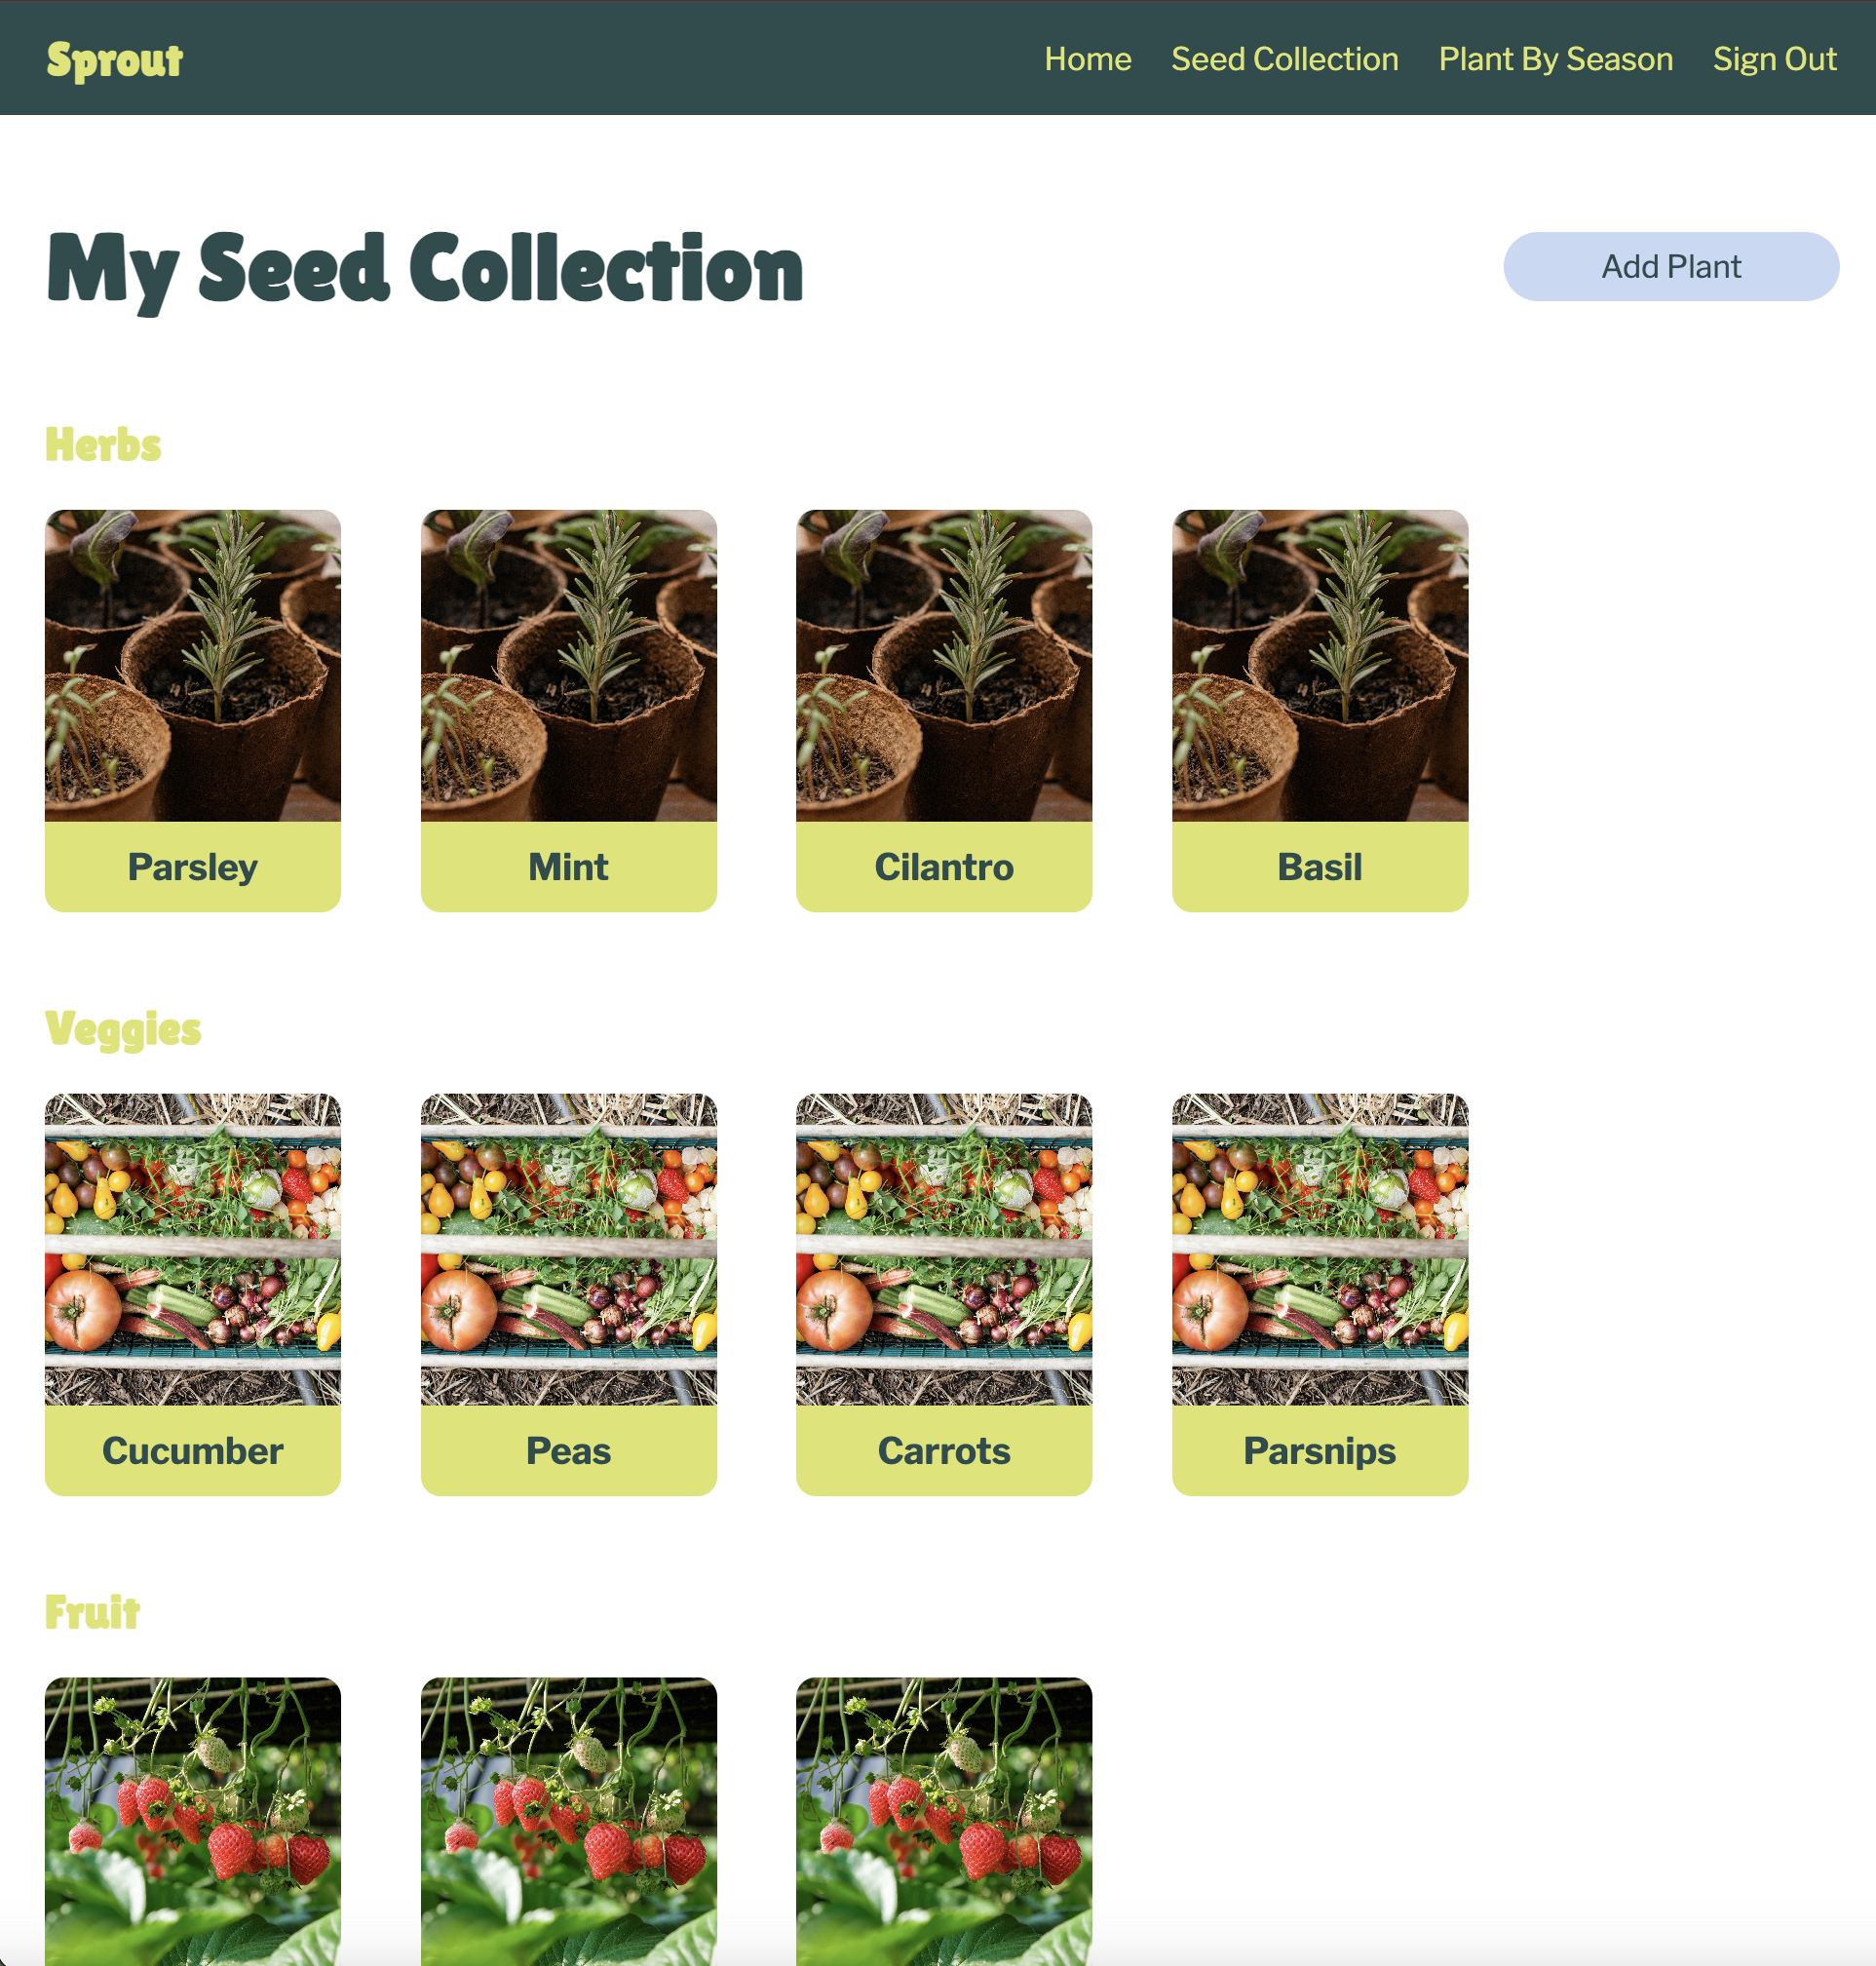 Sprout
Home Seed Collection Plant By Season Sign Out
My Seed Collection
Add Plant
Herbs
Parsley Mint Cilantro Basil
Veggies
Cucumber Peas Carrots Parsnips
Fruit